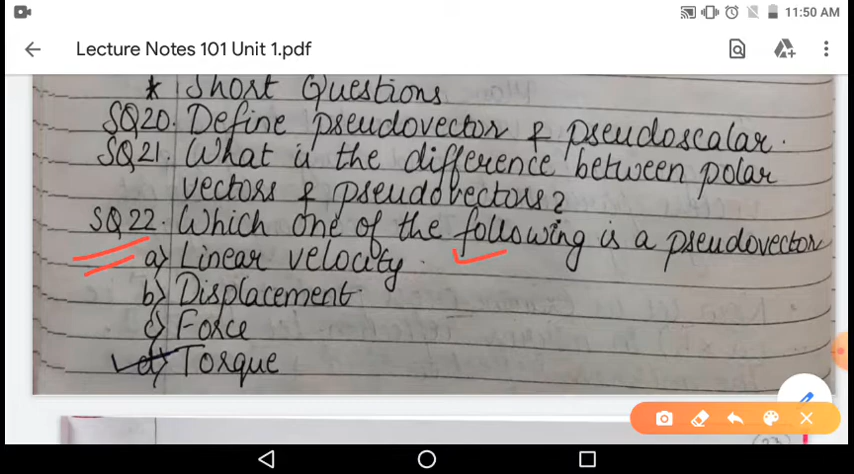 11:50 AM
Lecture Notes 101 Unit 1.pdf
* Short Questions
SQ20. Define pseudovector & pseudoscalar.
SQ21. What is the difference between polar
vectors & pseudovectors?
SQ22. Which one of the following is a pseudovector
a) Linear velocity.
b) Displacement
c) Force
d) Torque